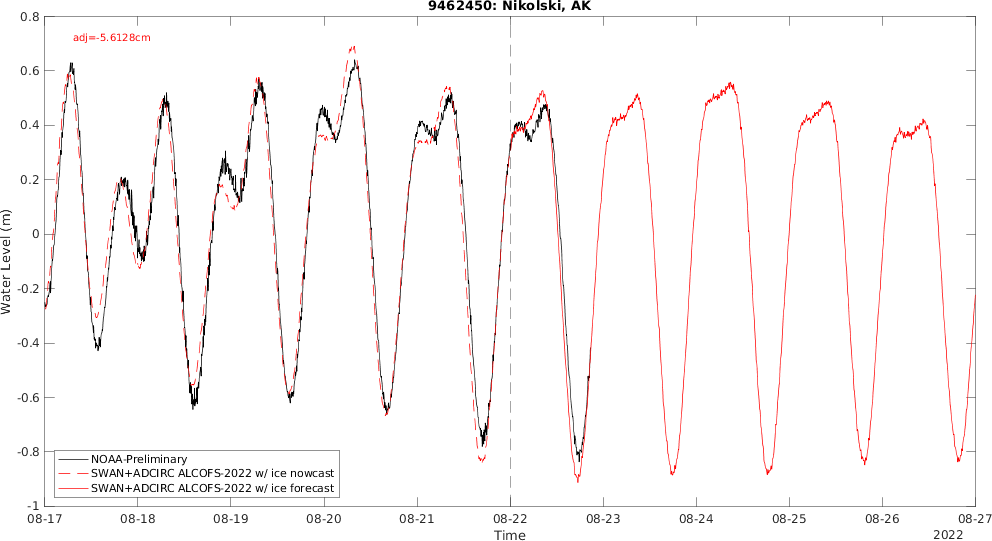 9462450: Nikolski, AK
adj=-5.6128cm
0.8
0.6
0.4
0.2
0
-0.2
-0.4
-0.6
-0.8
-1
Water Level (m)
NOAA-Preliminary
SWAN+ADCIRC ALCOFS-2022 w/ ice nowcast
SWAN+ADCIRC ALCOFS-2022 w/ ice forecast
08-17 08-18 08-19 08-20 08-21 08-22 08-23 08-24 08-25 08-26 08-27
Time
2022